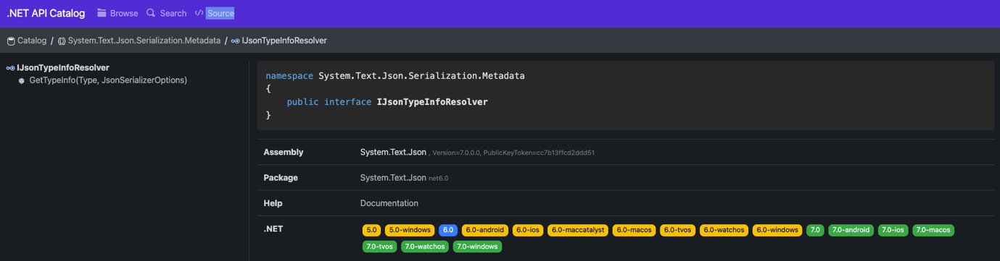 .NET API Catalog Browse Search Source
Catalog / System.Text.Json.Serialization.Metadata / IJsonTypeInfoResolver
IJsonTypeInfoResolver
GetTypeInfo(Type, JsonSerializerOptions)
namespace System.Text.Json.Serialization.Metadata
{
public interface IJsonTypeInfoResolver
}
Assembly System.Text.Json , Version=7.0.0.0, PublicKeyToken=cc7b13ffcd2ddd51
Package System.Text.Json net6.0
Help Documentation
.NET 5.0 5.0-windows 6.0 6.0-android 6.0-ios 6.0-maccatalyst 6.0-macos 6.0-tvos 6.0-watchos 6.0-windows 7.0 7.0-android 7.0-ios 7.0-macos
7.0-tvos 7.0-watchos 7.0-windows